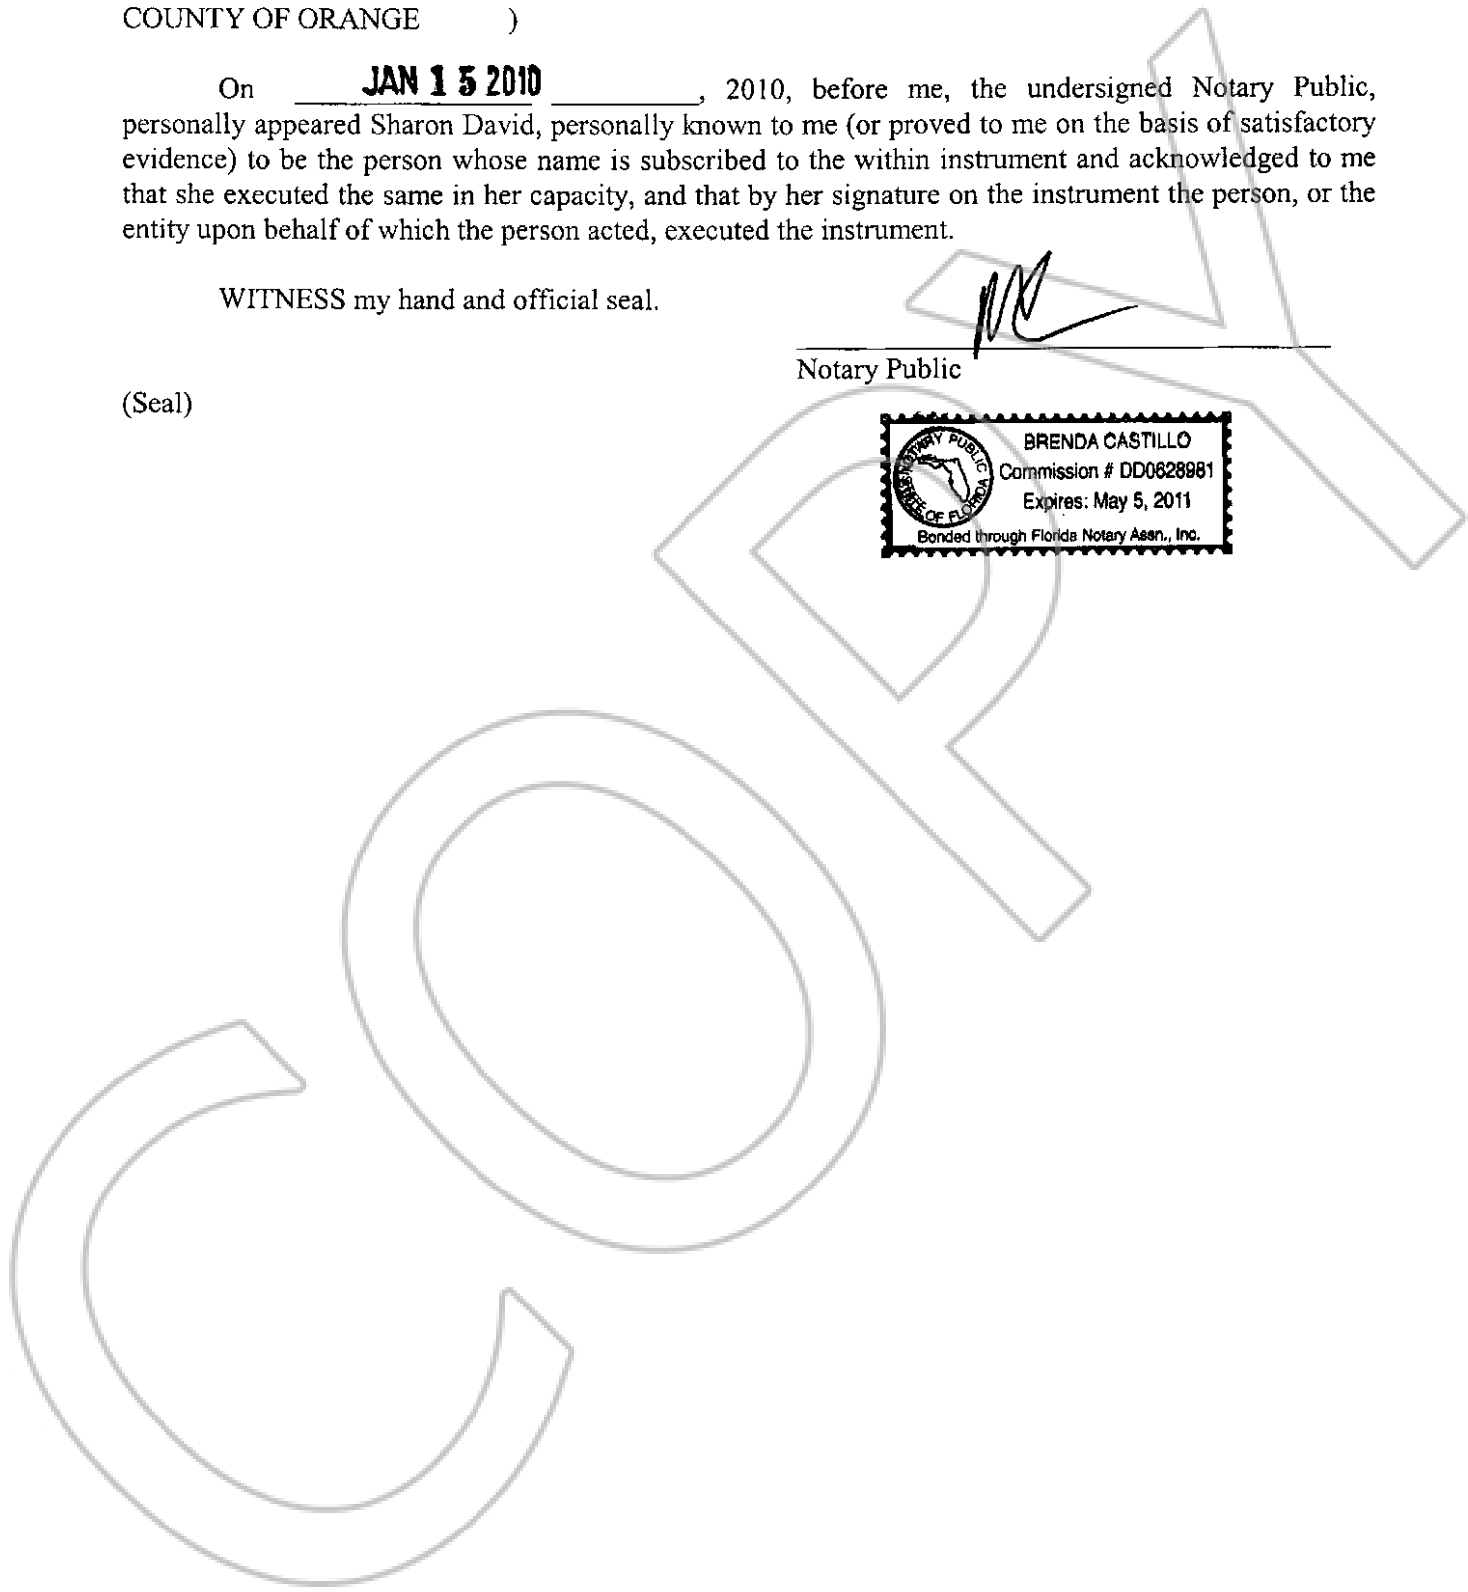 COUNTY OF ORANGE )
On JAN 15 2010 , 2010, before me, the undersigned Notary Public,
personally appeared Sharon David, personally known to me (or proved to me on the basis of satisfactory
evidence) to be the person whose name is subscribed to the within instrument and acknowledged to me
that she executed the same in her capacity, and that by her signature on the instrument the person, or the
entity upon behalf of which the person acted, executed the instrument.
WITNESS my hand and official seal.
Notary Public
(Seal)
NOTARY PUBLIC
STATE OF FLORIDA
BRENDA CASTILLO
Commission # DD0628981
Expires: May 5, 2011
Bonded through Florida Notary Assn., Inc.
COPY